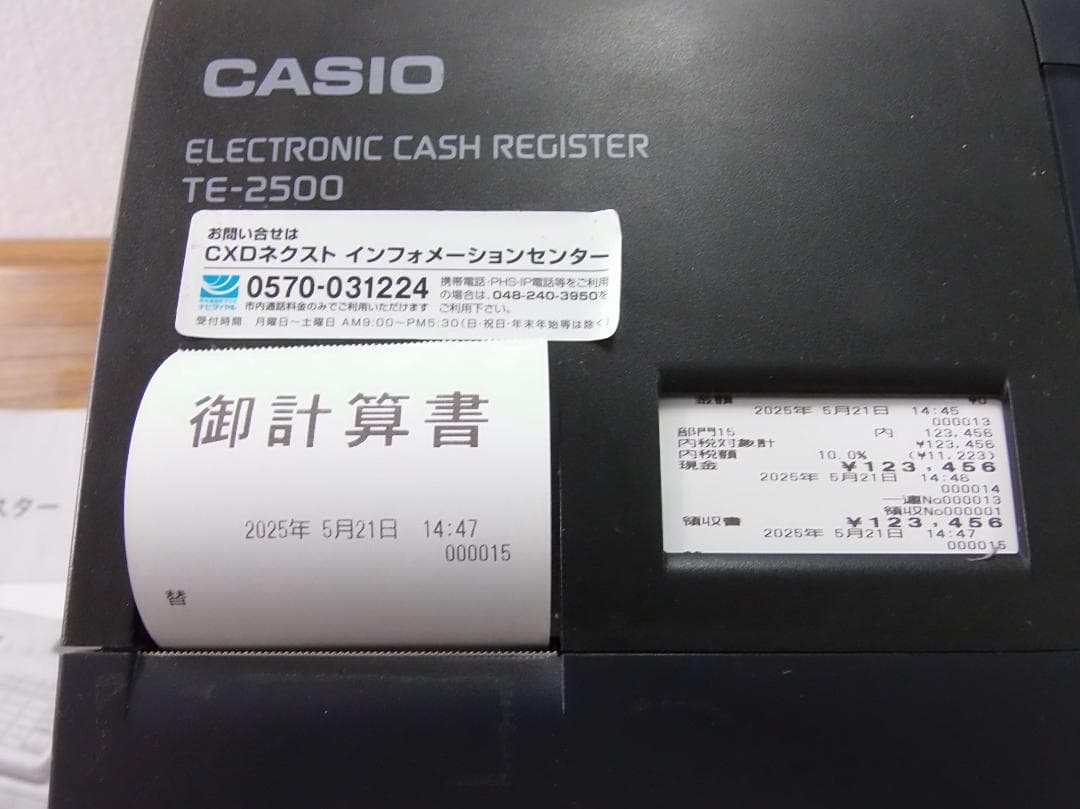 CASIO
ELECTRONIC CASH REGISTER
TE-2500
お問い合せは
CXDネクスト インフォメーションセンター
0570-031224
市内通話料金のみでご利用いただけます
携帯電話・PHS・IP電話等をご利用
の場合は、048-240-3950を
ご利用下さい。
受付時間 月曜日～土曜日 AM9:00～PM5:30(日・祝日・年末年始等は除く)
御計算書
2025年 5月21日 14:47
000015
替
2025年 5月21日 14:45
000013
部門15 内 123,456
内税対象計 ¥123,456
内税額 10.0% (¥11,223)
現金 ¥123,456
2025年 5月21日 14:46
000014
一連No000013
領収No000001
領収書 ¥123,456
2025年 5月21日 14:47
000015
スター